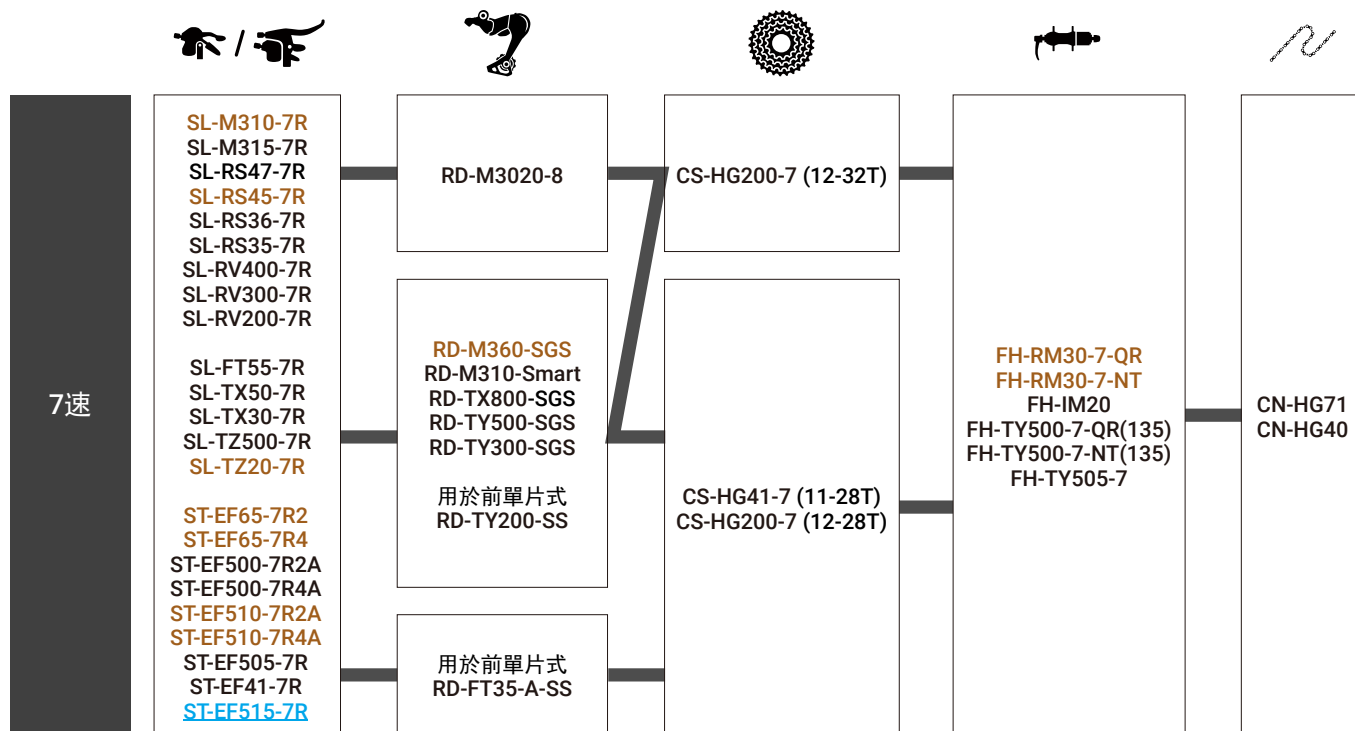 7速
SL-M310-7R
SL-M315-7R
SL-RS47-7R
SL-RS45-7R
SL-RS36-7R
SL-RS35-7R
SL-RV400-7R
SL-RV300-7R
SL-RV200-7R
SL-FT55-7R
SL-TX50-7R
SL-TX30-7R
SL-TZ500-7R
SL-TZ20-7R
ST-EF65-7R2
ST-EF65-7R4
ST-EF500-7R2A
ST-EF500-7R4A
ST-EF510-7R2A
ST-EF510-7R4A
ST-EF505-7R
ST-EF41-7R
ST-EF515-7R
RD-M3020-8
RD-M360-SGS
RD-M310-Smart
RD-TX800-SGS
RD-TY500-SGS
RD-TY300-SGS
用於前單片式
RD-TY200-SS
用於前單片式
RD-FT35-A-SS
CS-HG200-7 (12-32T)
CS-HG41-7 (11-28T)
CS-HG200-7 (12-28T)
FH-RM30-7-QR
FH-RM30-7-NT
FH-IM20
FH-TY500-7-QR(135)
FH-TY500-7-NT(135)
FH-TY505-7
CN-HG71
CN-HG40